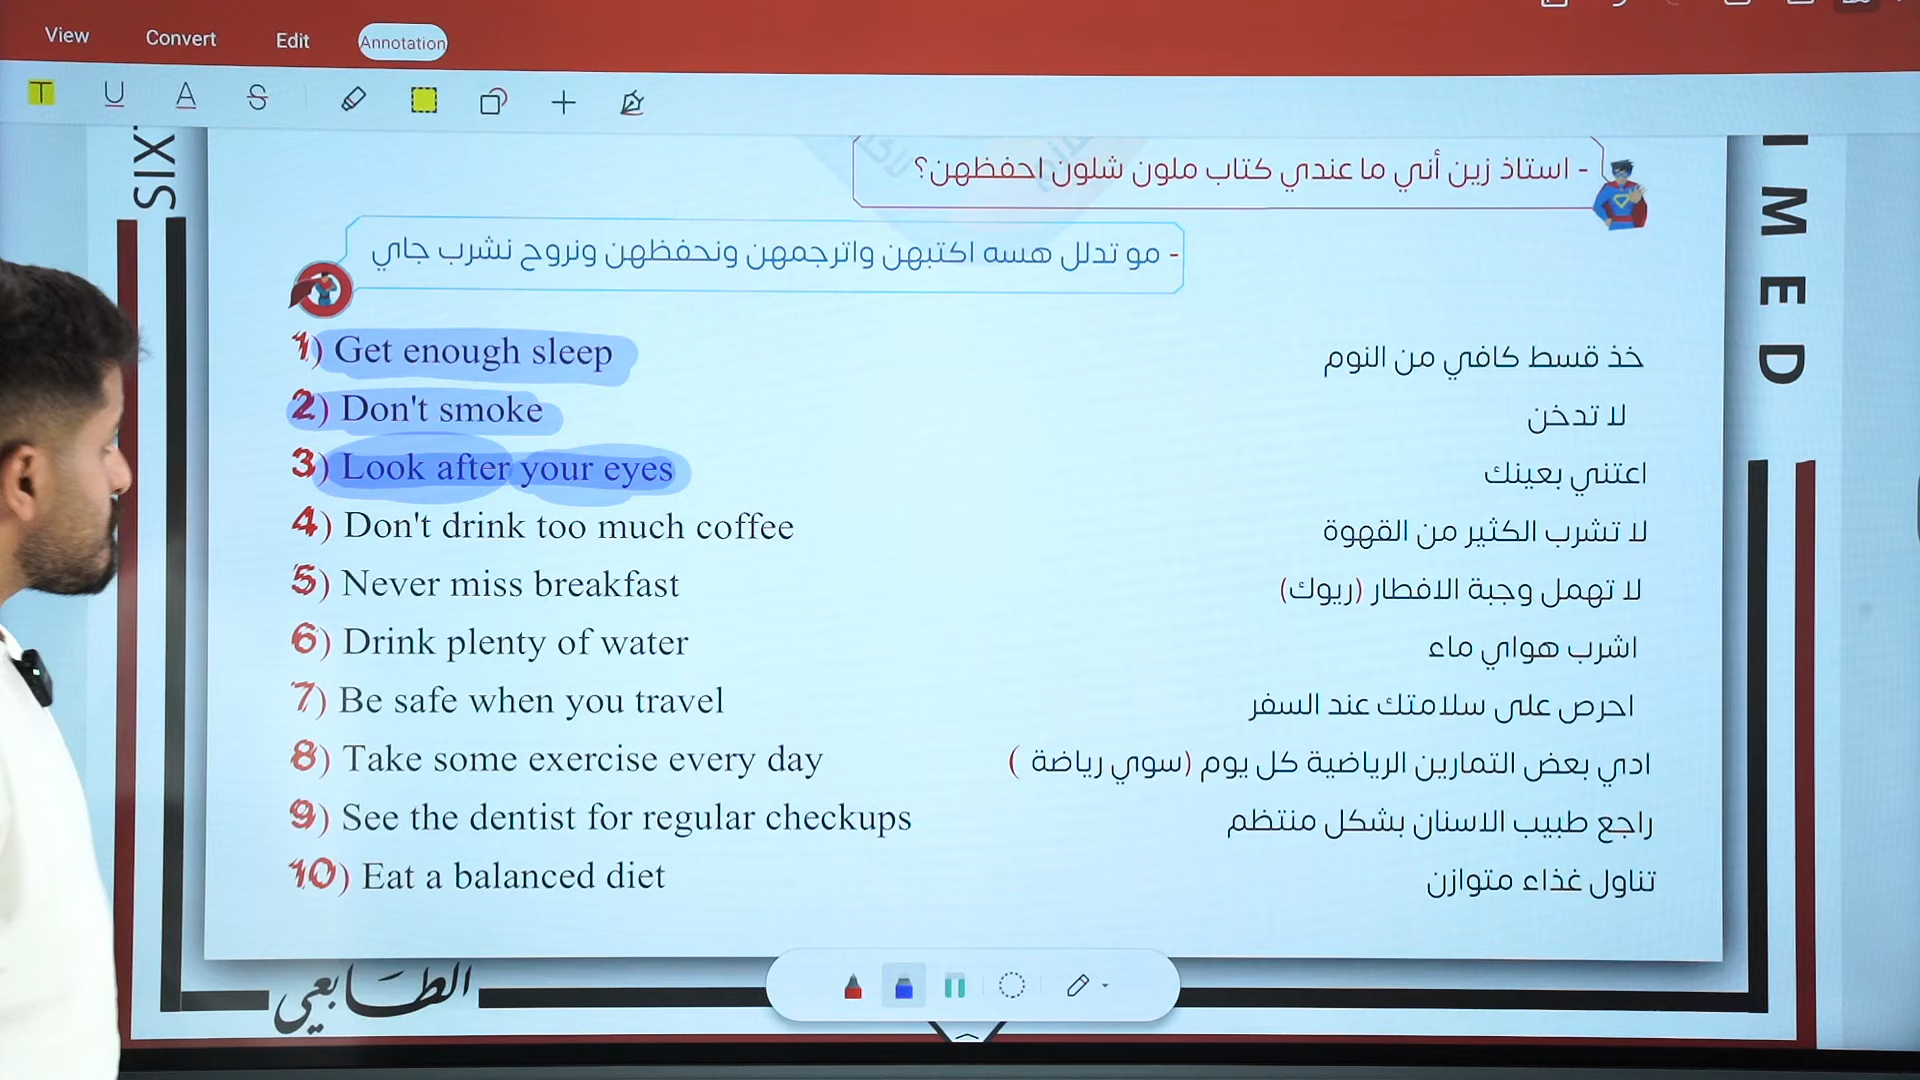 View Convert Edit Annotation
T U A S
XIS
IMED
- استاذ زين أني ما عندي كتاب ملون شلون احفظهن؟
- مو تدلل هسه اكتبهن واترجمهن ونحفظهن ونروح نشرب جاي
1) Get enough sleep خذ قسط كافي من النوم
2) Don't smoke لا تدخن
3) Look after your eyes اعتني بعينك
4) Don't drink too much coffee لا تشرب الكثير من القهوة
5) Never miss breakfast لا تهمل وجبة الافطار (ريوك)
6) Drink plenty of water اشرب هواي ماء
7) Be safe when you travel احرص على سلامتك عند السفر
8) Take some exercise every day ادي بعض التمارين الرياضية كل يوم (سوي رياضة )
9) See the dentist for regular checkups راجع طبيب الاسنان بشكل منتظم
10) Eat a balanced diet تناول غذاء متوازن
الطابعي